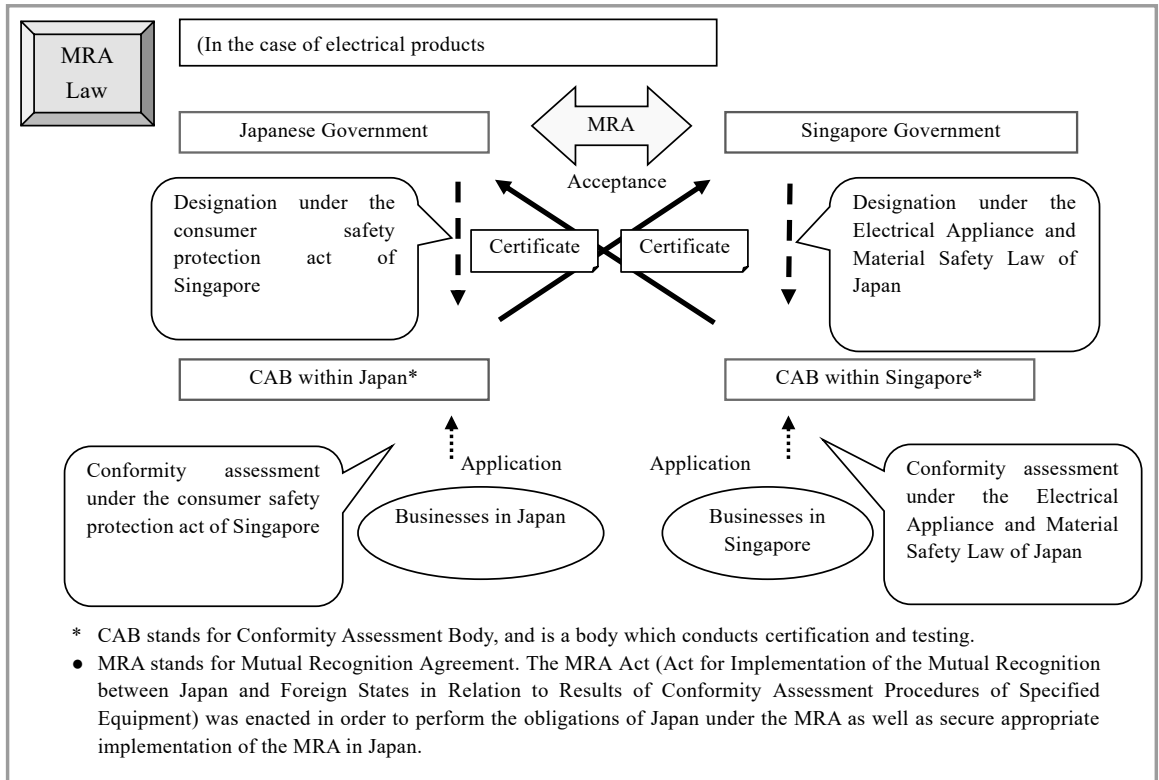 MRA
Law
(In the case of electrical products
Japanese Government
MRA
Singapore Government
Acceptance
Designation under the
consumer safety
protection act of
Singapore
Certificate
Certificate
Designation under the
Electrical Appliance and
Material Safety Law of
Japan
CAB within Japan*
CAB within Singapore*
Application
Application
Conformity assessment
under the consumer safety
protection act of Singapore
Businesses in Japan
Businesses in
Singapore
Conformity assessment
under the Electrical
Appliance and Material
Safety Law of Japan
* CAB stands for Conformity Assessment Body, and is a body which conducts certification and testing.
● MRA stands for Mutual Recognition Agreement. The MRA Act (Act for Implementation of the Mutual Recognition
between Japan and Foreign States in Relation to Results of Conformity Assessment Procedures of Specified
Equipment) was enacted in order to perform the obligations of Japan under the MRA as well as secure appropriate
implementation of the MRA in Japan.